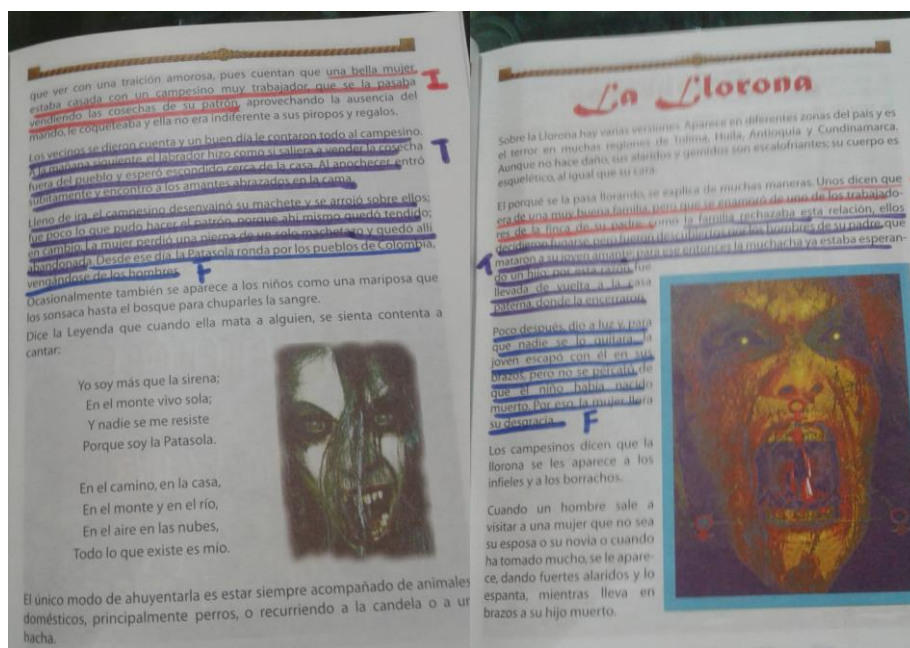 que ver con una traición amorosa, pues cuentan que una bella mujer
estaba casada con un campesino muy trabajador que se la pasaba
vendiendo las cosechas de su patrón, aprovechando la ausencia del
marido, le coqueteaba y ella no era indiferente a sus piropos y regalos.
I
Los vecinos se dieron cuenta y un buen día le contaron todo al campesino.
A la mañana siguiente el labrador hizo como si saliera a vender la cosecha
fuera del pueblo y esperó escondido cerca de la casa. Al anochecer entró
súbitamente y encontró a los amantes abrazados en la cama.
T
Lleno de ira, el campesino desenvainó su machete y se arrojó sobre ellos;
fue poco lo que pudo hacer el patrón, porque ahí mismo quedó tendido;
en cambio, La mujer perdió una pierna de un solo machetazo y quedó allí
abandonada. Desde ese día, la Patasola ronda por los pueblos de Colombia,
vengándose de los hombres.
F
Ocasionalmente también se aparece a los niños como una mariposa que
los sonsaca hasta el bosque para chuparles la sangre.
Dice la Leyenda que cuando ella mata a alguien, se sienta contenta a
cantar:
Yo soy más que la sirena;
En el monte vivo sola;
Y nadie se me resiste
Porque soy la Patasola.
En el camino, en la casa,
En el monte y en el río,
En el aire en las nubes,
Todo lo que existe es mío.
El único modo de ahuyentarla es estar siempre acompañado de animales
domésticos, principalmente perros, o recurriendo a la candela o a un
hacha.
La Llorona
Sobre la Llorona hay varias versiones. Aparece en diferentes zonas del país y es
el terror en muchas regiones de Tolima, Huila, Antioquia y Cundinamarca.
Aunque no hace daño, sus alaridos y gemidos son escalofriantes; su cuerpo es
esquelético, al igual que su cara.
El porqué se la pasa llorando, se explica de muchas maneras. Unos dicen que
era de una muy buena familia, pero que se enamoró de uno de los trabajado-
res de la finca de su padre. Como la familia rechazaba esta relación, ellos
decidieron fugarse, pero fueron descubiertos por los hombres de su padre, que
mataron a su joven amante; para ese entonces la muchacha ya estaba esperan-
T
do un hijo; por esta razón, fue
llevada de vuelta a la casa
paterna, donde la encerraron.
Poco después, dio a luz y, para
que nadie se lo quitara, la
joven escapó con él en sus
brazos, pero no se percató de
que el niño había nacido
muerto. Por eso la mujer llora
su desgracia.
F
Los campesinos dicen que la
llorona se les aparece a los
infieles y a los borrachos.
Cuando un hombre sale a
visitar a una mujer que no sea
su esposa o su novia o cuando
ha tomado mucho, se le apare-
ce, dando fuertes alaridos y lo
espanta, mientras lleva en
brazos a su hijo muerto.